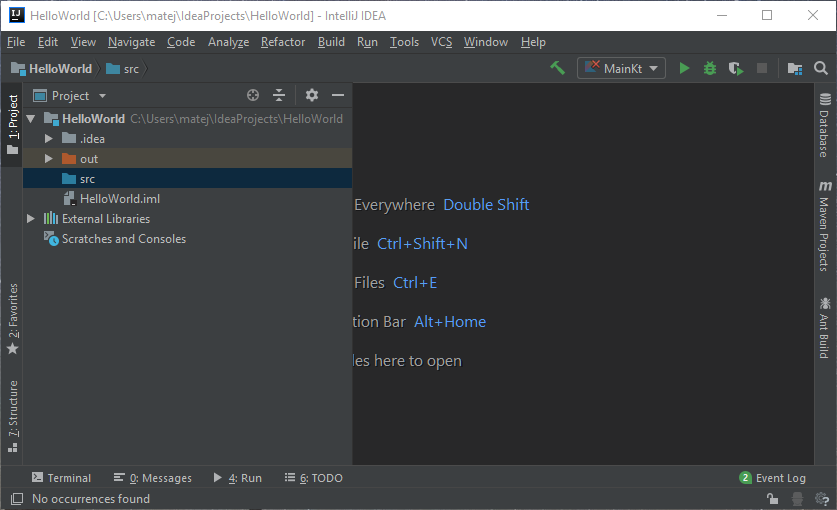 HelloWorld [C:\Users\matej\IdeaProjects\HelloWorld] - IntelliJ IDEA
File Edit View Navigate Code Analyze Refactor Build Run Tools VCS Window Help
HelloWorld src MainKt
1: Project
Project
HelloWorld C:\Users\matej\IdeaProjects\HelloWorld
.idea
out
src
HelloWorld.iml
External Libraries
Scratches and Consoles
Everywhere Double Shift
ile Ctrl+Shift+N
Files Ctrl+E
tion Bar Alt+Home
les here to open
Database
Maven Projects
Ant Build
2: Favorites
7: Structure
Terminal 0: Messages 4: Run 6: TODO 2 Event Log
No occurrences found